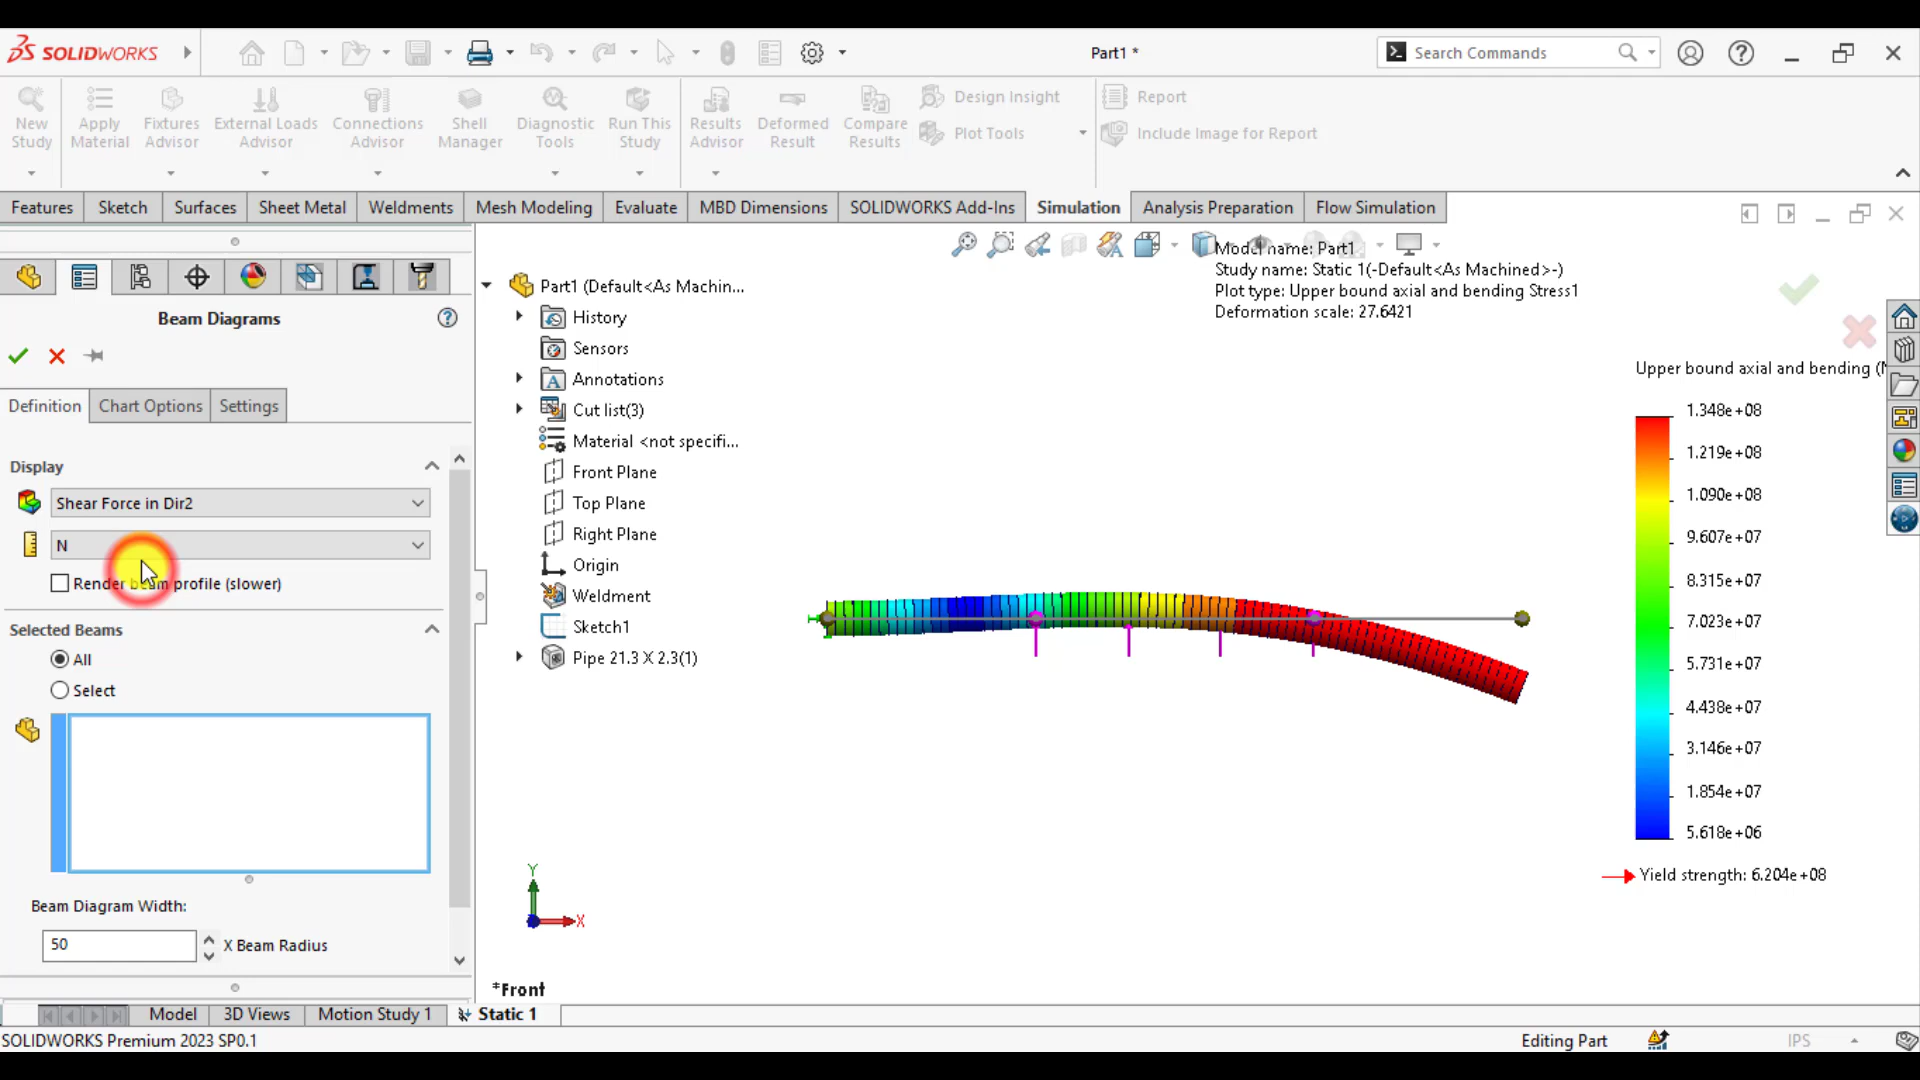 SOLIDWORKS
Part1 *
Search Commands
New Study
Apply Material
Fixtures Advisor
External Loads Advisor
Connections Advisor
Shell Manager
Diagnostic Tools
Run This Study
Results Advisor
Deformed Result
Compare Results
Design Insight
Plot Tools
Report
Include Image for Report
Features
Sketch
Surfaces
Sheet Metal
Weldments
Mesh Modeling
Evaluate
MBD Dimensions
SOLIDWORKS Add-Ins
Simulation
Analysis Preparation
Flow Simulation
Beam Diagrams
Definition
Chart Options
Settings
Display
Shear Force in Dir2
N
Render beam profile (slower)
Selected Beams
All
Select
Beam Diagram Width:
50
X Beam Radius
Part1 (Default<As Machin...
History
Sensors
Annotations
Cut list(3)
Material <not specifi...
Front Plane
Top Plane
Right Plane
Origin
Weldment
Sketch1
Pipe 21.3 X 2.3(1)
Model name: Part1
Study name: Static 1(-Default<As Machined>-)
Plot type: Upper bound axial and bending Stress1
Deformation scale: 27.6421
Upper bound axial and bending (
1.348e+08
1.219e+08
1.090e+08
9.607e+07
8.315e+07
7.023e+07
5.731e+07
4.438e+07
3.146e+07
1.854e+07
5.618e+06
Yield strength: 6.204e+08
Y
X
*Front
Model
3D Views
Motion Study 1
Static 1
SOLIDWORKS Premium 2023 SP0.1
Editing Part
IPS